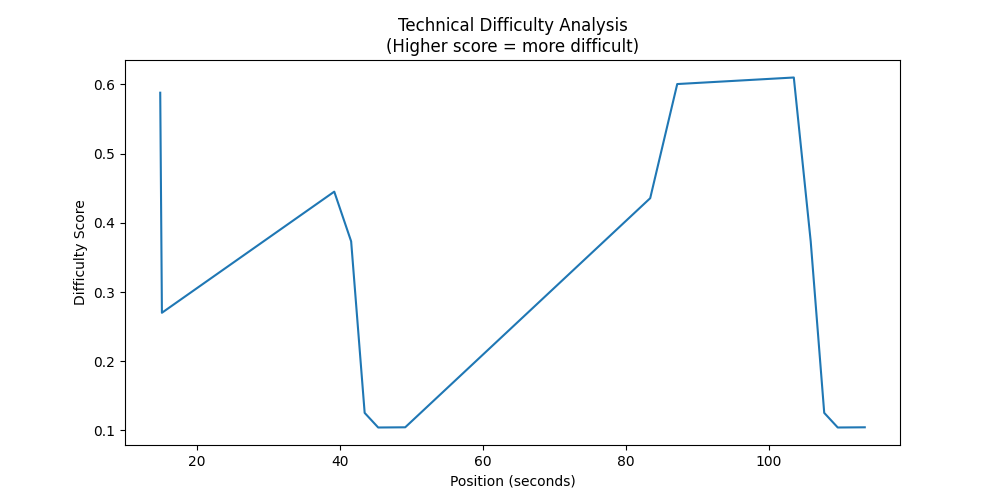 Technical Difficulty Analysis
(Higher score = more difficult)
0.6
0.5
0.4
0.3
0.2
0.1
Difficulty Score
20 40 60 80 100
Position (seconds)